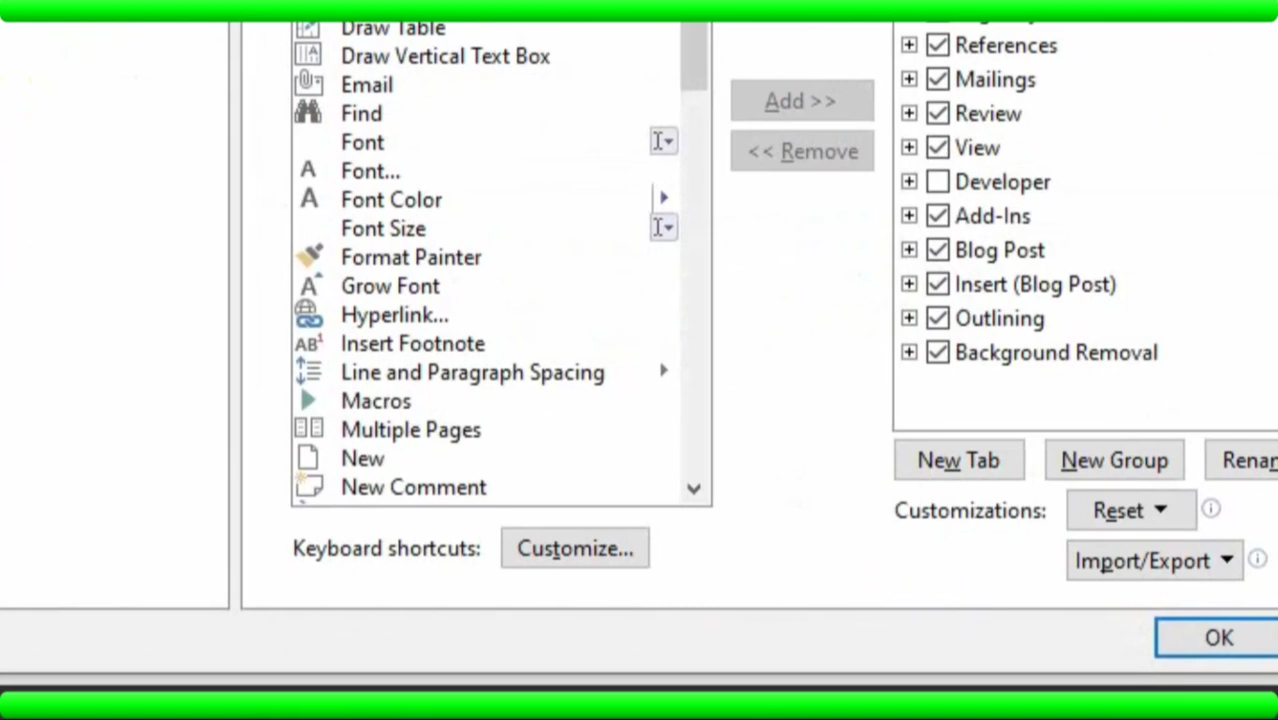 Draw Table
Draw Vertical Text Box
Email
Find
Font
Font...
Font Color
Font Size
Format Painter
Grow Font
Hyperlink...
Insert Footnote
Line and Paragraph Spacing
Macros
Multiple Pages
New
New Comment
Keyboard shortcuts: Customize...
Add >>
<< Remove
References
Mailings
Review
View
Developer
Add-Ins
Blog Post
Insert (Blog Post)
Outlining
Background Removal
New Tab New Group Renam
Customizations: Reset
Import/Export
OK